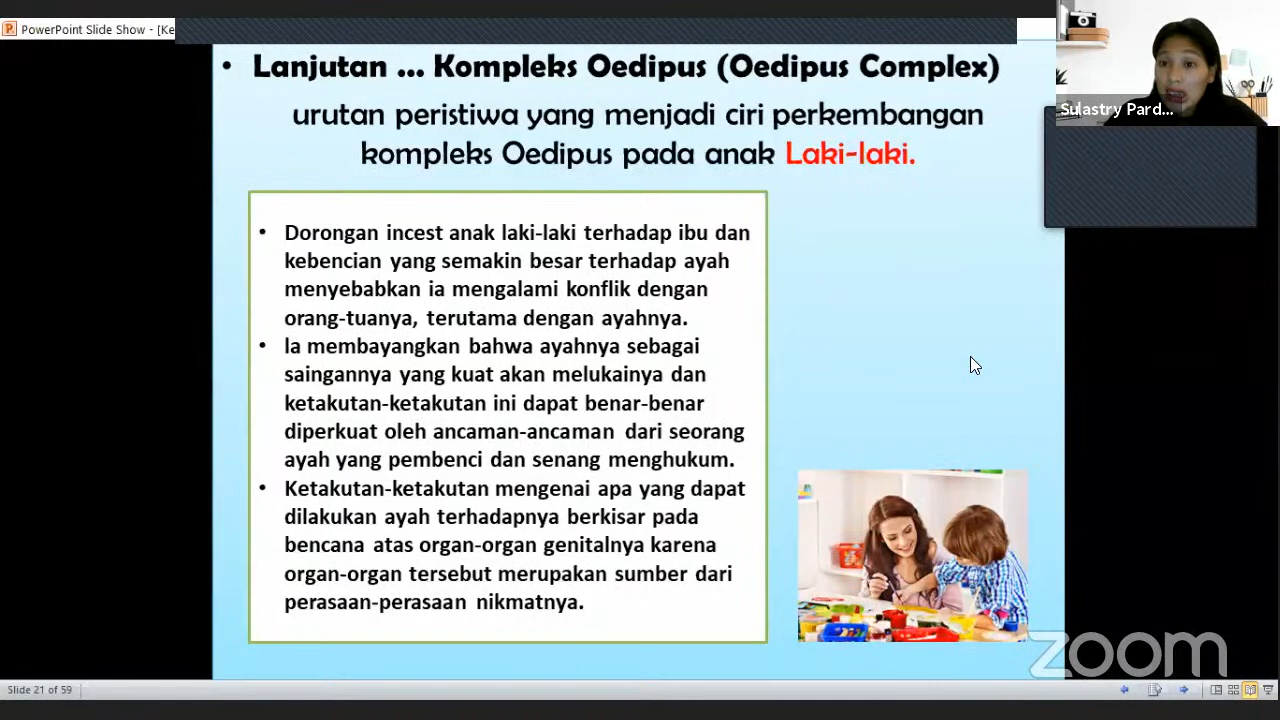 PowerPoint Slide Show - [Ke
• Lanjutan ... Kompleks Oedipus (Oedipus Complex)
urutan peristiwa yang menjadi ciri perkembangan
kompleks Oedipus pada anak Laki-laki.
• Dorongan incest anak laki-laki terhadap ibu dan
kebencian yang semakin besar terhadap ayah
menyebabkan ia mengalami konflik dengan
orang-tuanya, terutama dengan ayahnya.
• la membayangkan bahwa ayahnya sebagai
saingannya yang kuat akan melukainya dan
ketakutan-ketakutan ini dapat benar-benar
diperkuat oleh ancaman-ancaman dari seorang
ayah yang pembenci dan senang menghukum.
• Ketakutan-ketakutan mengenai apa yang dapat
dilakukan ayah terhadapnya berkisar pada
bencana atas organ-organ genitalnya karena
organ-organ tersebut merupakan sumber dari
perasaan-perasaan nikmatnya.
Sulastry Pard...
zoom
Slide 21 of 59